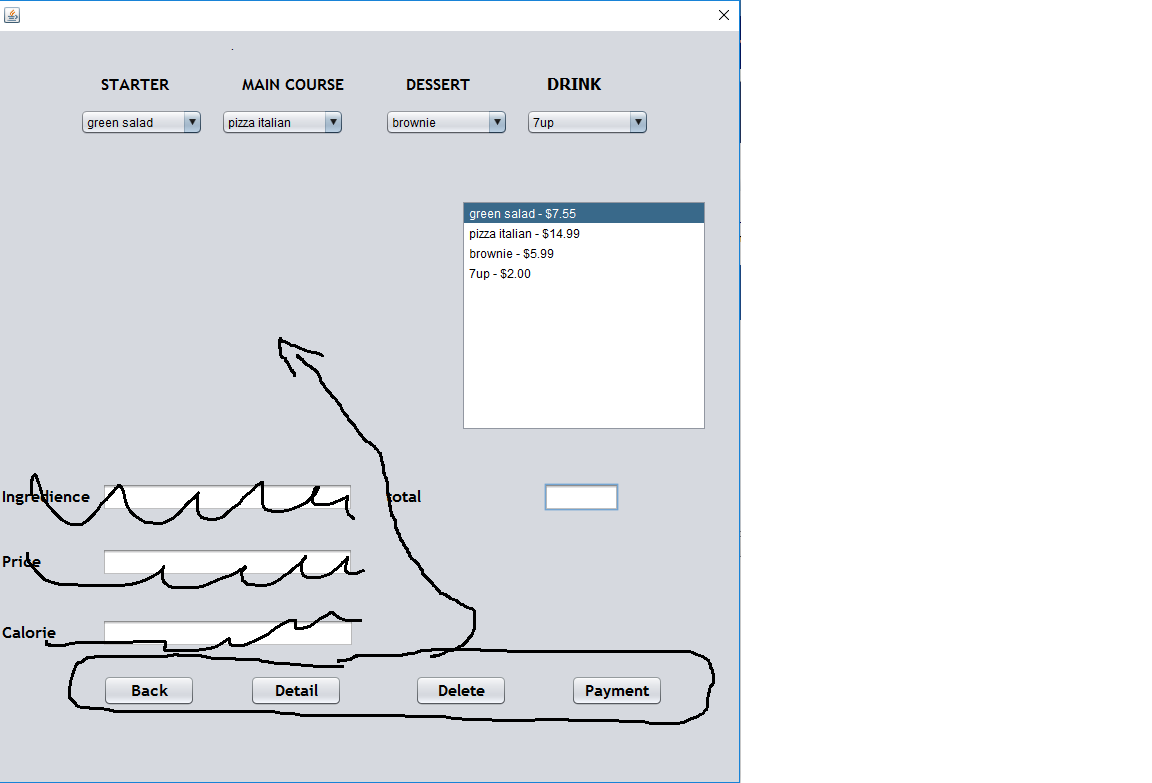 STARTER MAIN COURSE DESSERT DRINK
green salad pizza italian brownie 7up
green salad - $7.55
pizza italian - $14.99
brownie - $5.99
7up - $2.00
Ingredience total
Price
Calorie
Back Detail Delete Payment